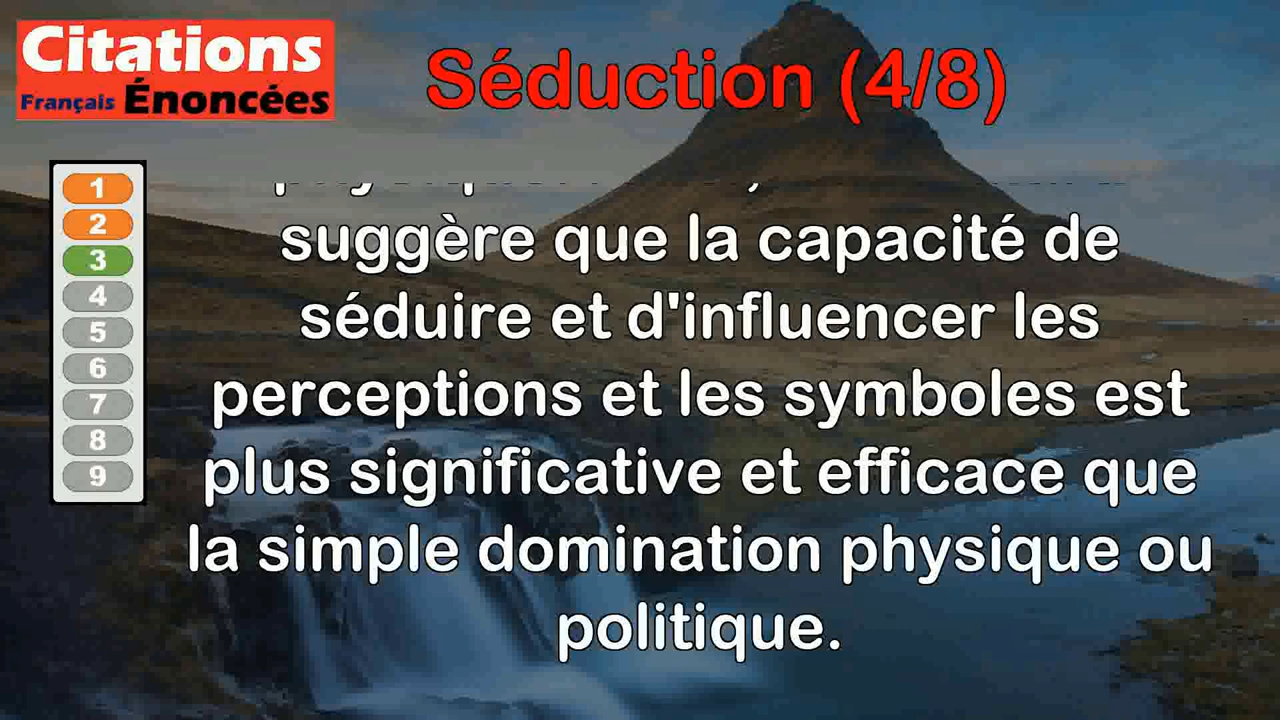 Citations
Français Énoncées
Séduction (4/8)
1
2
3
4
5
6
7
8
9
suggère que la capacité de
séduire et d'influencer les
perceptions et les symboles est
plus significative et efficace que
la simple domination physique ou
politique.